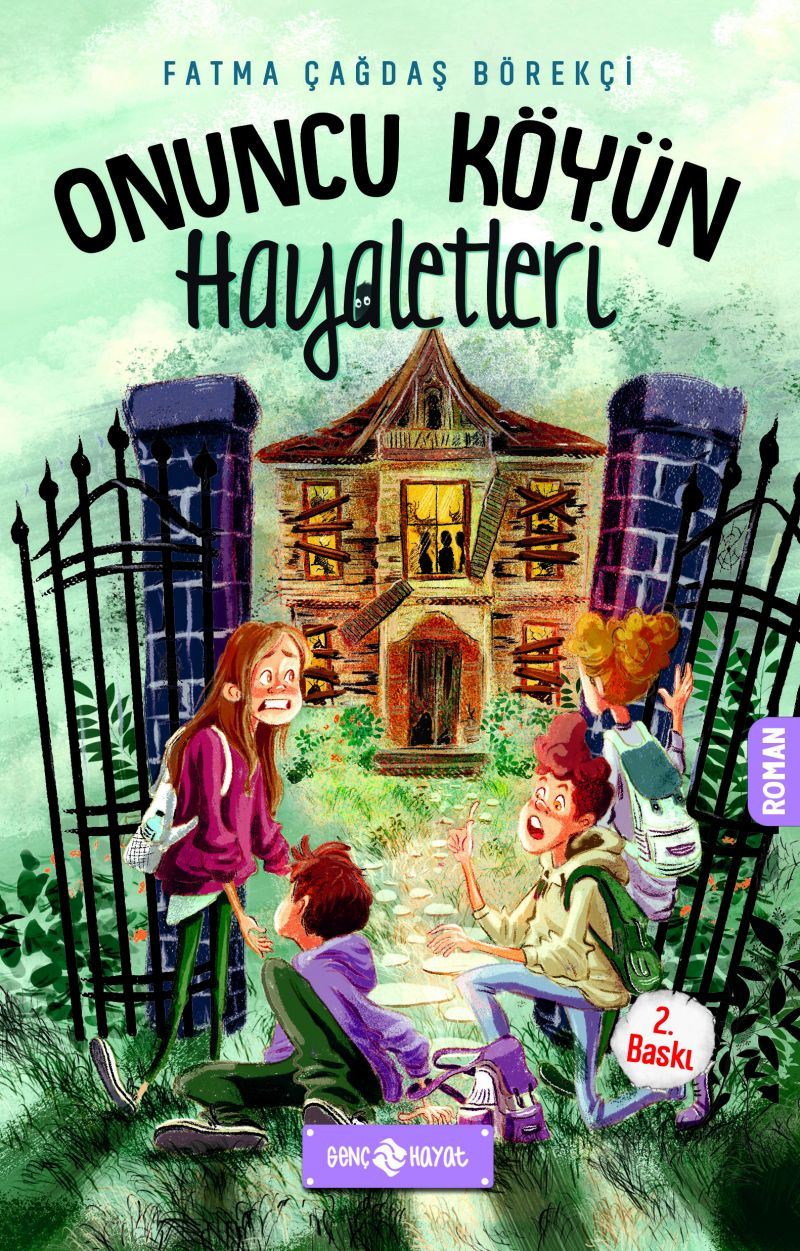 FATMA ÇAĞDAŞ BÖREKÇİ
ONUNCU KÖYÜN
Hayaletleri
ROMAN
2.
Baskı
GENÇ HAYAT